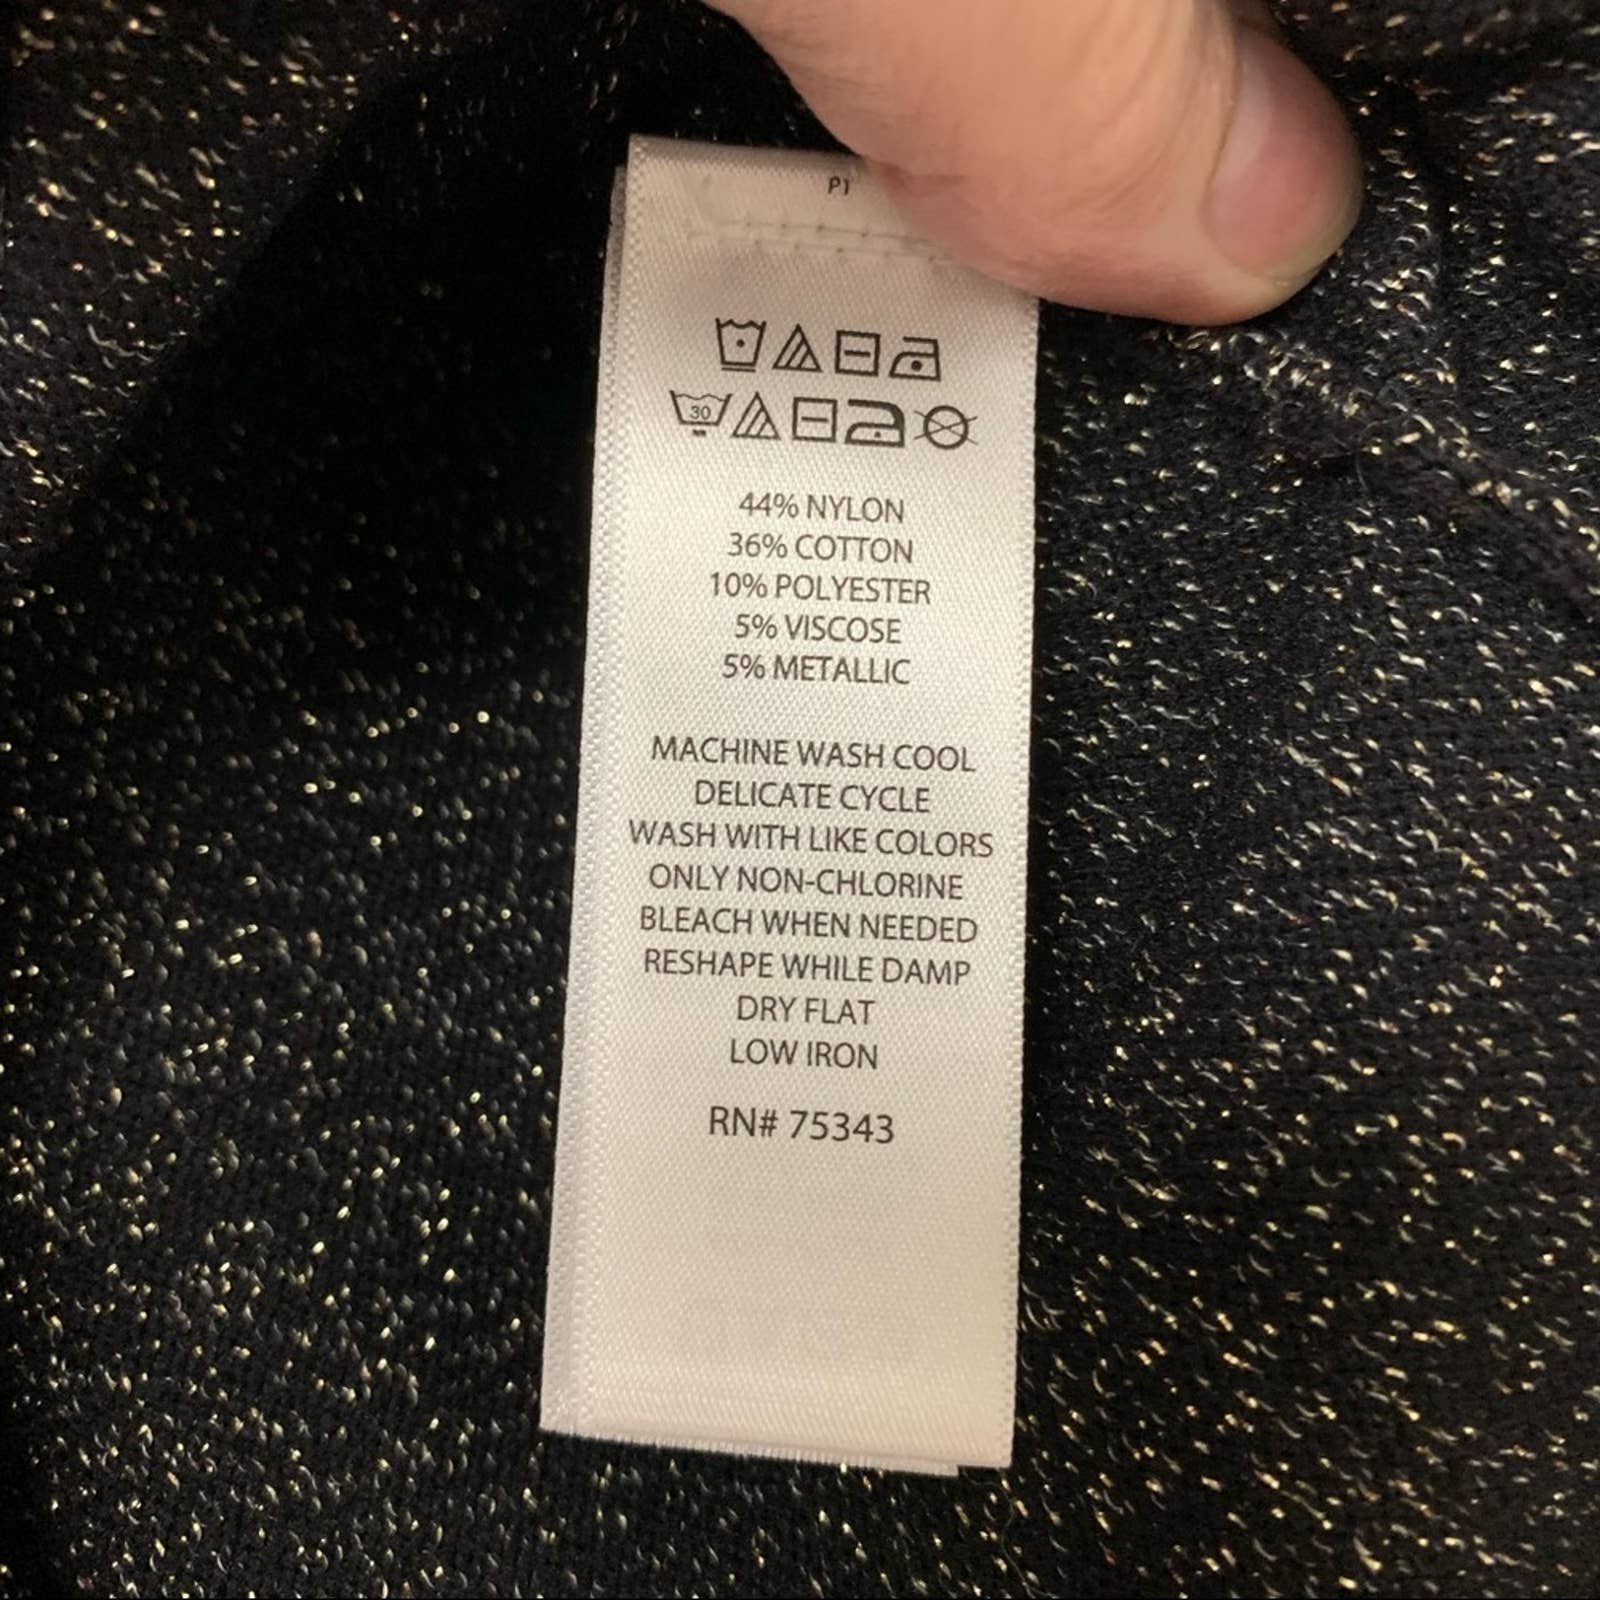 P1
30
44% NYLON
36% COTTON
10% POLYESTER
5% VISCOSE
5% METALLIC
MACHINE WASH COOL
DELICATE CYCLE
WASH WITH LIKE COLORS
ONLY NON-CHLORINE
BLEACH WHEN NEEDED
RESHAPE WHILE DAMP
DRY FLAT
LOW IRON
RN# 75343